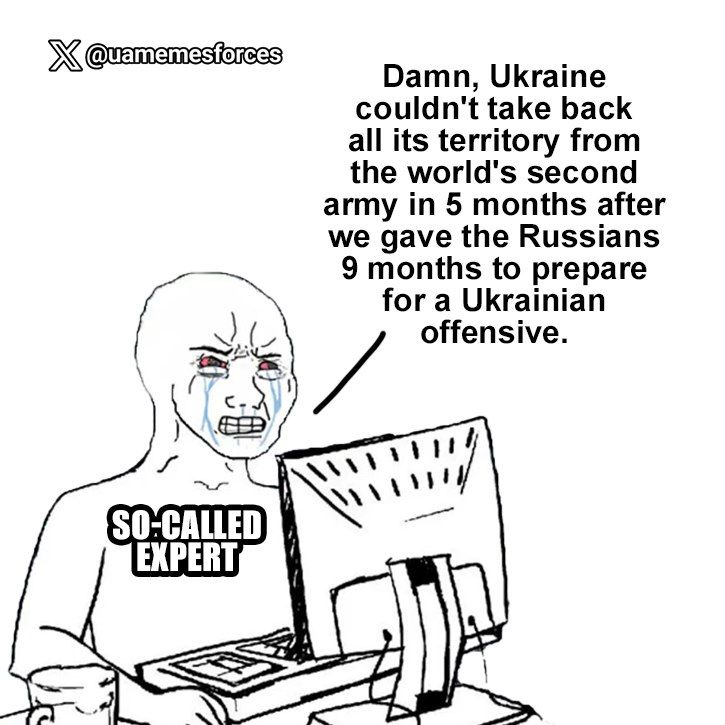 X @uamemesforces
Damn, Ukraine
couldn't take back
all its territory from
the world's second
army in 5 months after
we gave the Russians
9 months to prepare
for a Ukrainian
offensive.
SO-CALLED
EXPERT